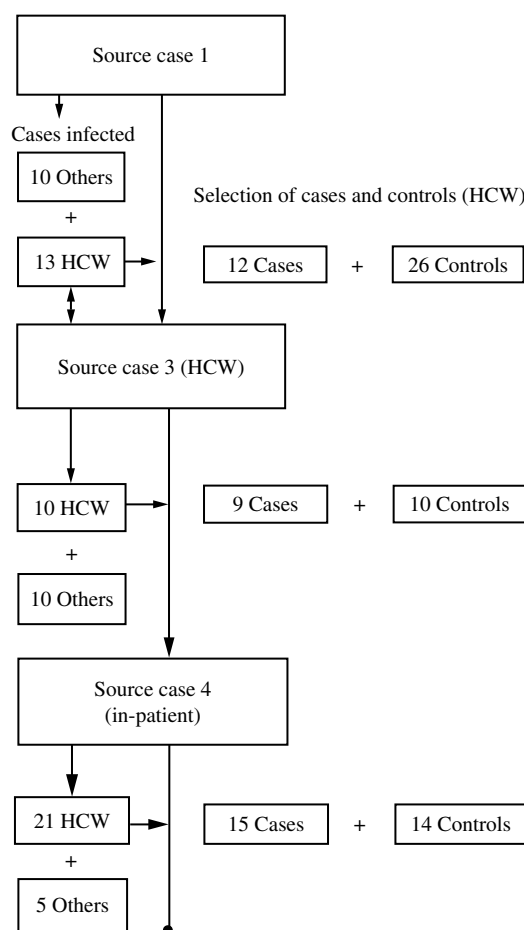 Source case 1
Cases infected
10 Others
Selection of cases and controls (HCW)
+
13 HCW
12 Cases
+
26 Controls
Source case 3 (HCW)
10 HCW
9 Cases
+
10 Controls
+
10 Others
Source case 4
(in-patient)
21 HCW
15 Cases
+
14 Controls
+
5 Others